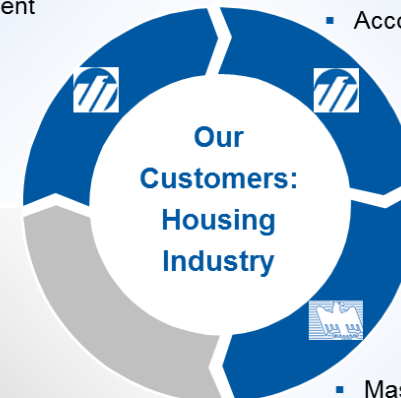 ent
▪ Acco
Our
Customers:
Housing
Industry
▪ Mas